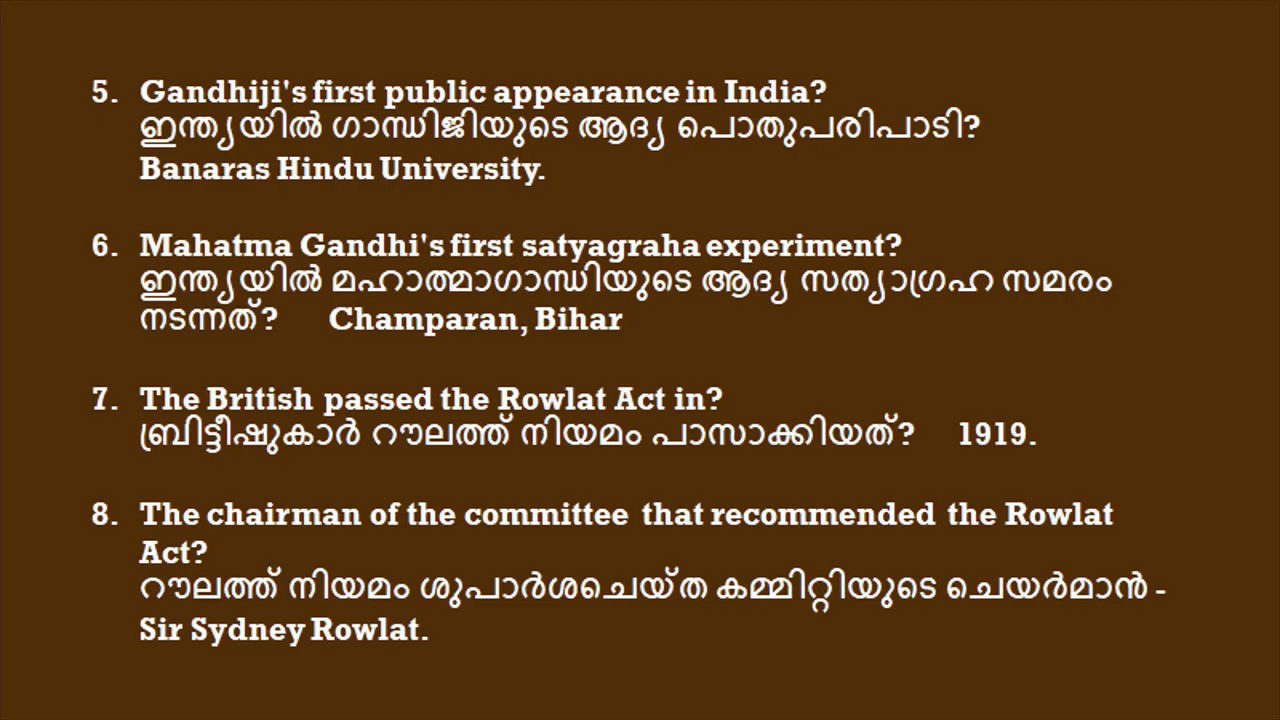 5. Gandhiji's first public appearance in India?
ഇന്ത്യയിൽ ഗാന്ധിജിയുടെ ആദ്യ പൊതുപരിപാടി?
Banaras Hindu University.
6. Mahatma Gandhi's first satyagraha experiment?
ഇന്ത്യയിൽ മഹാത്മാഗാന്ധിയുടെ ആദ്യ സത്യാഗ്രഹ സമരം
നടന്നത്? Champaran, Bihar
7. The British passed the Rowlat Act in?
ബ്രിട്ടീഷുകാർ റൗലത്ത് നിയമം പാസാക്കിയത്? 1919.
8. The chairman of the committee that recommended the Rowlat
Act?
റൗലത്ത് നിയമം ശുപാർശചെയ്ത കമ്മിറ്റിയുടെ ചെയർമാൻ -
Sir Sydney Rowlat.